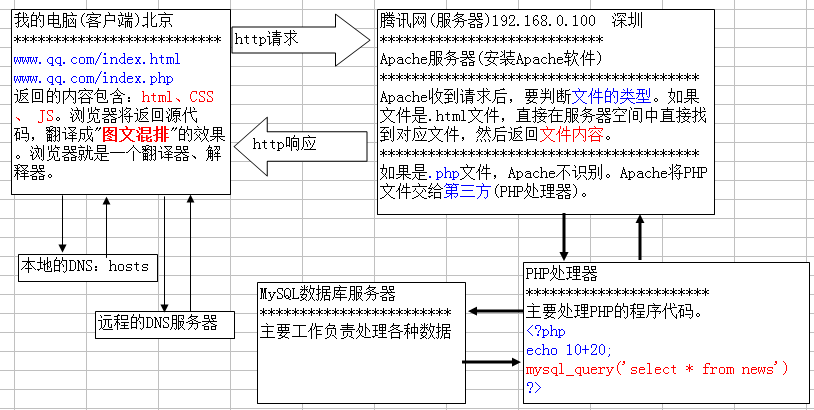 我的电脑(客户端)北京
**************************
www.qq.com/index.html
www.qq.com/index.php
返回的内容包含：html、CSS
、 JS。浏览器将返回源代
码，翻译成"图文混排"的效果
。浏览器就是一个翻译器、解
释器。
http请求
http响应
腾讯网(服务器)192.168.0.100 深圳
****************************
Apache服务器(安装Apache软件)
****************************************
Apache收到请求后，要判断文件的类型。如果
文件是.html文件，直接在服务器空间中直接找
到对应文件，然后返回文件内容。
****************************************
如果是.php文件，Apache不识别。Apache将PHP
文件交给第三方(PHP处理器)。
本地的DNS：hosts
远程的DNS服务器
MySQL数据库服务器
************************
主要工作负责处理各种数据
PHP处理器
***********************
主要处理PHP的程序代码。
<?php
echo 10+20;
mysql_query('select * from news')
?>